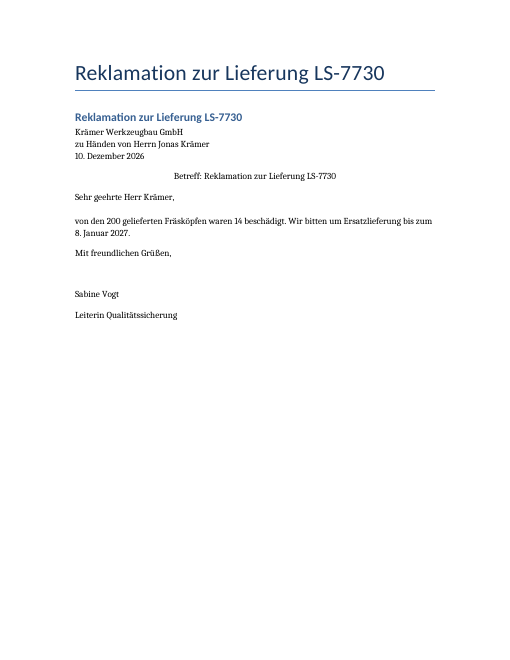 Reklamation zur Lieferung LS-7730
Reklamation zur Lieferung LS-7730
Krämer Werkzeugbau GmbH
zu Händen von Herrn Jonas Krämer
10. Dezember 2026
Betreff: Reklamation zur Lieferung LS-7730
Sehr geehrte Herr Krämer,
von den 200 gelieferten Fräsköpfen waren 14 beschädigt. Wir bitten um Ersatzlieferung bis zum
8. Januar 2027.
Mit freundlichen Grüßen,
Sabine Vogt
Leiterin Qualitätssicherung